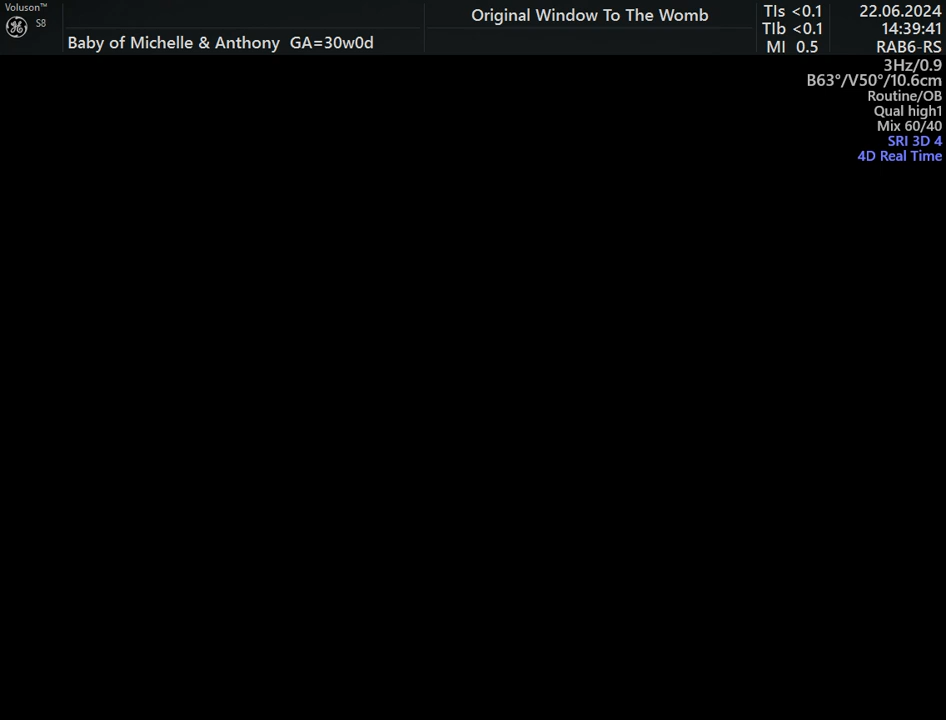 Voluson™
S8
Baby of Michelle & Anthony GA=30w0d
Original Window To The Womb
TIs <0.1
TIb <0.1
MI 0.5
22.06.2024
14:39:41
RAB6-RS
3Hz/0.9
B63°/V50°/10.6cm
Routine/OB
Qual high1
Mix 60/40
SRI 3D 4
4D Real Time